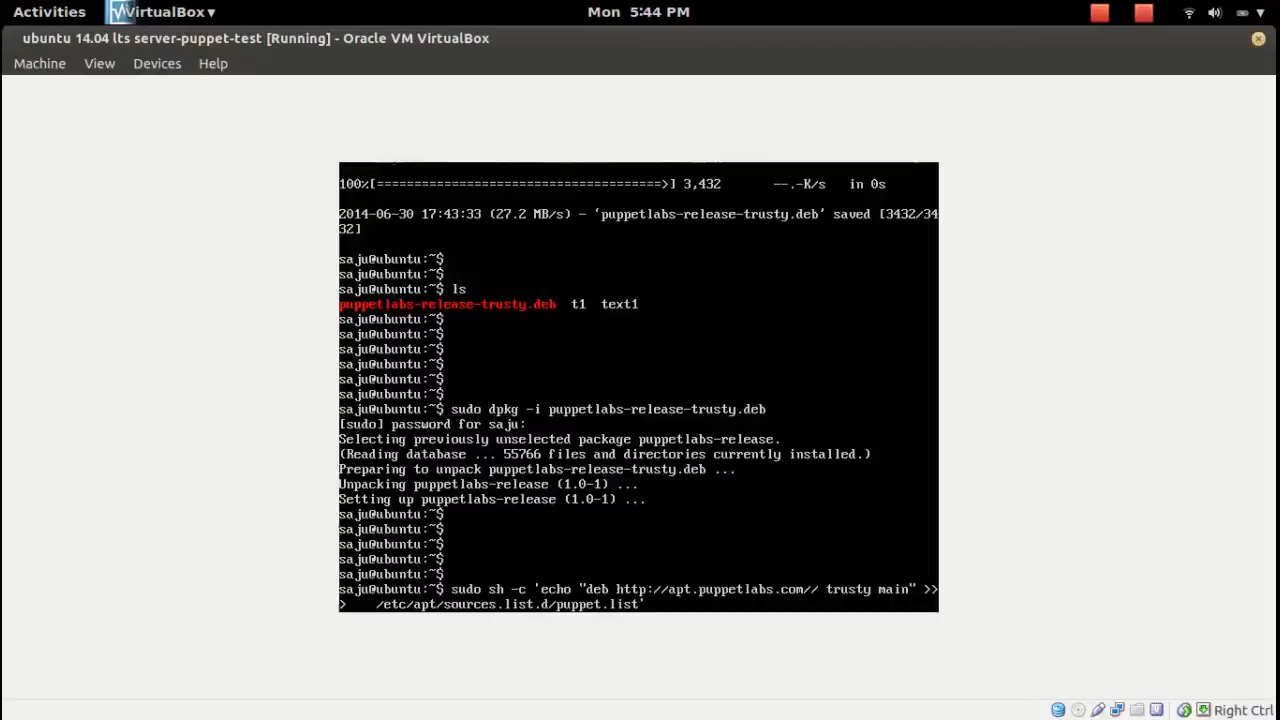 Activities VirtualBox▾ Mon 5:44 PM
ubuntu 14.04 lts server-puppet-test [Running] - Oracle VM VirtualBox
Machine View Devices Help
100%[======================================>] 3,432 --.-K/s in 0s
2014-06-30 17:43:33 (27.2 MB/s) - ‘puppetlabs-release-trusty.deb’ saved [3432/34
32]
saju@ubuntu:~$
saju@ubuntu:~$
saju@ubuntu:~$ ls
puppetlabs-release-trusty.deb t1 text1
saju@ubuntu:~$
saju@ubuntu:~$
saju@ubuntu:~$
saju@ubuntu:~$
saju@ubuntu:~$
saju@ubuntu:~$
saju@ubuntu:~$ sudo dpkg -i puppetlabs-release-trusty.deb
[sudo] password for saju:
Selecting previously unselected package puppetlabs-release.
(Reading database ... 55766 files and directories currently installed.)
Preparing to unpack puppetlabs-release-trusty.deb ...
Unpacking puppetlabs-release (1.0-1) ...
Setting up puppetlabs-release (1.0-1) ...
saju@ubuntu:~$
saju@ubuntu:~$
saju@ubuntu:~$
saju@ubuntu:~$
saju@ubuntu:~$
saju@ubuntu:~$ sudo sh -c 'echo "deb http://apt.puppetlabs.com// trusty main" >>
> /etc/apt/sources.list.d/puppet.list'
Right Ctrl